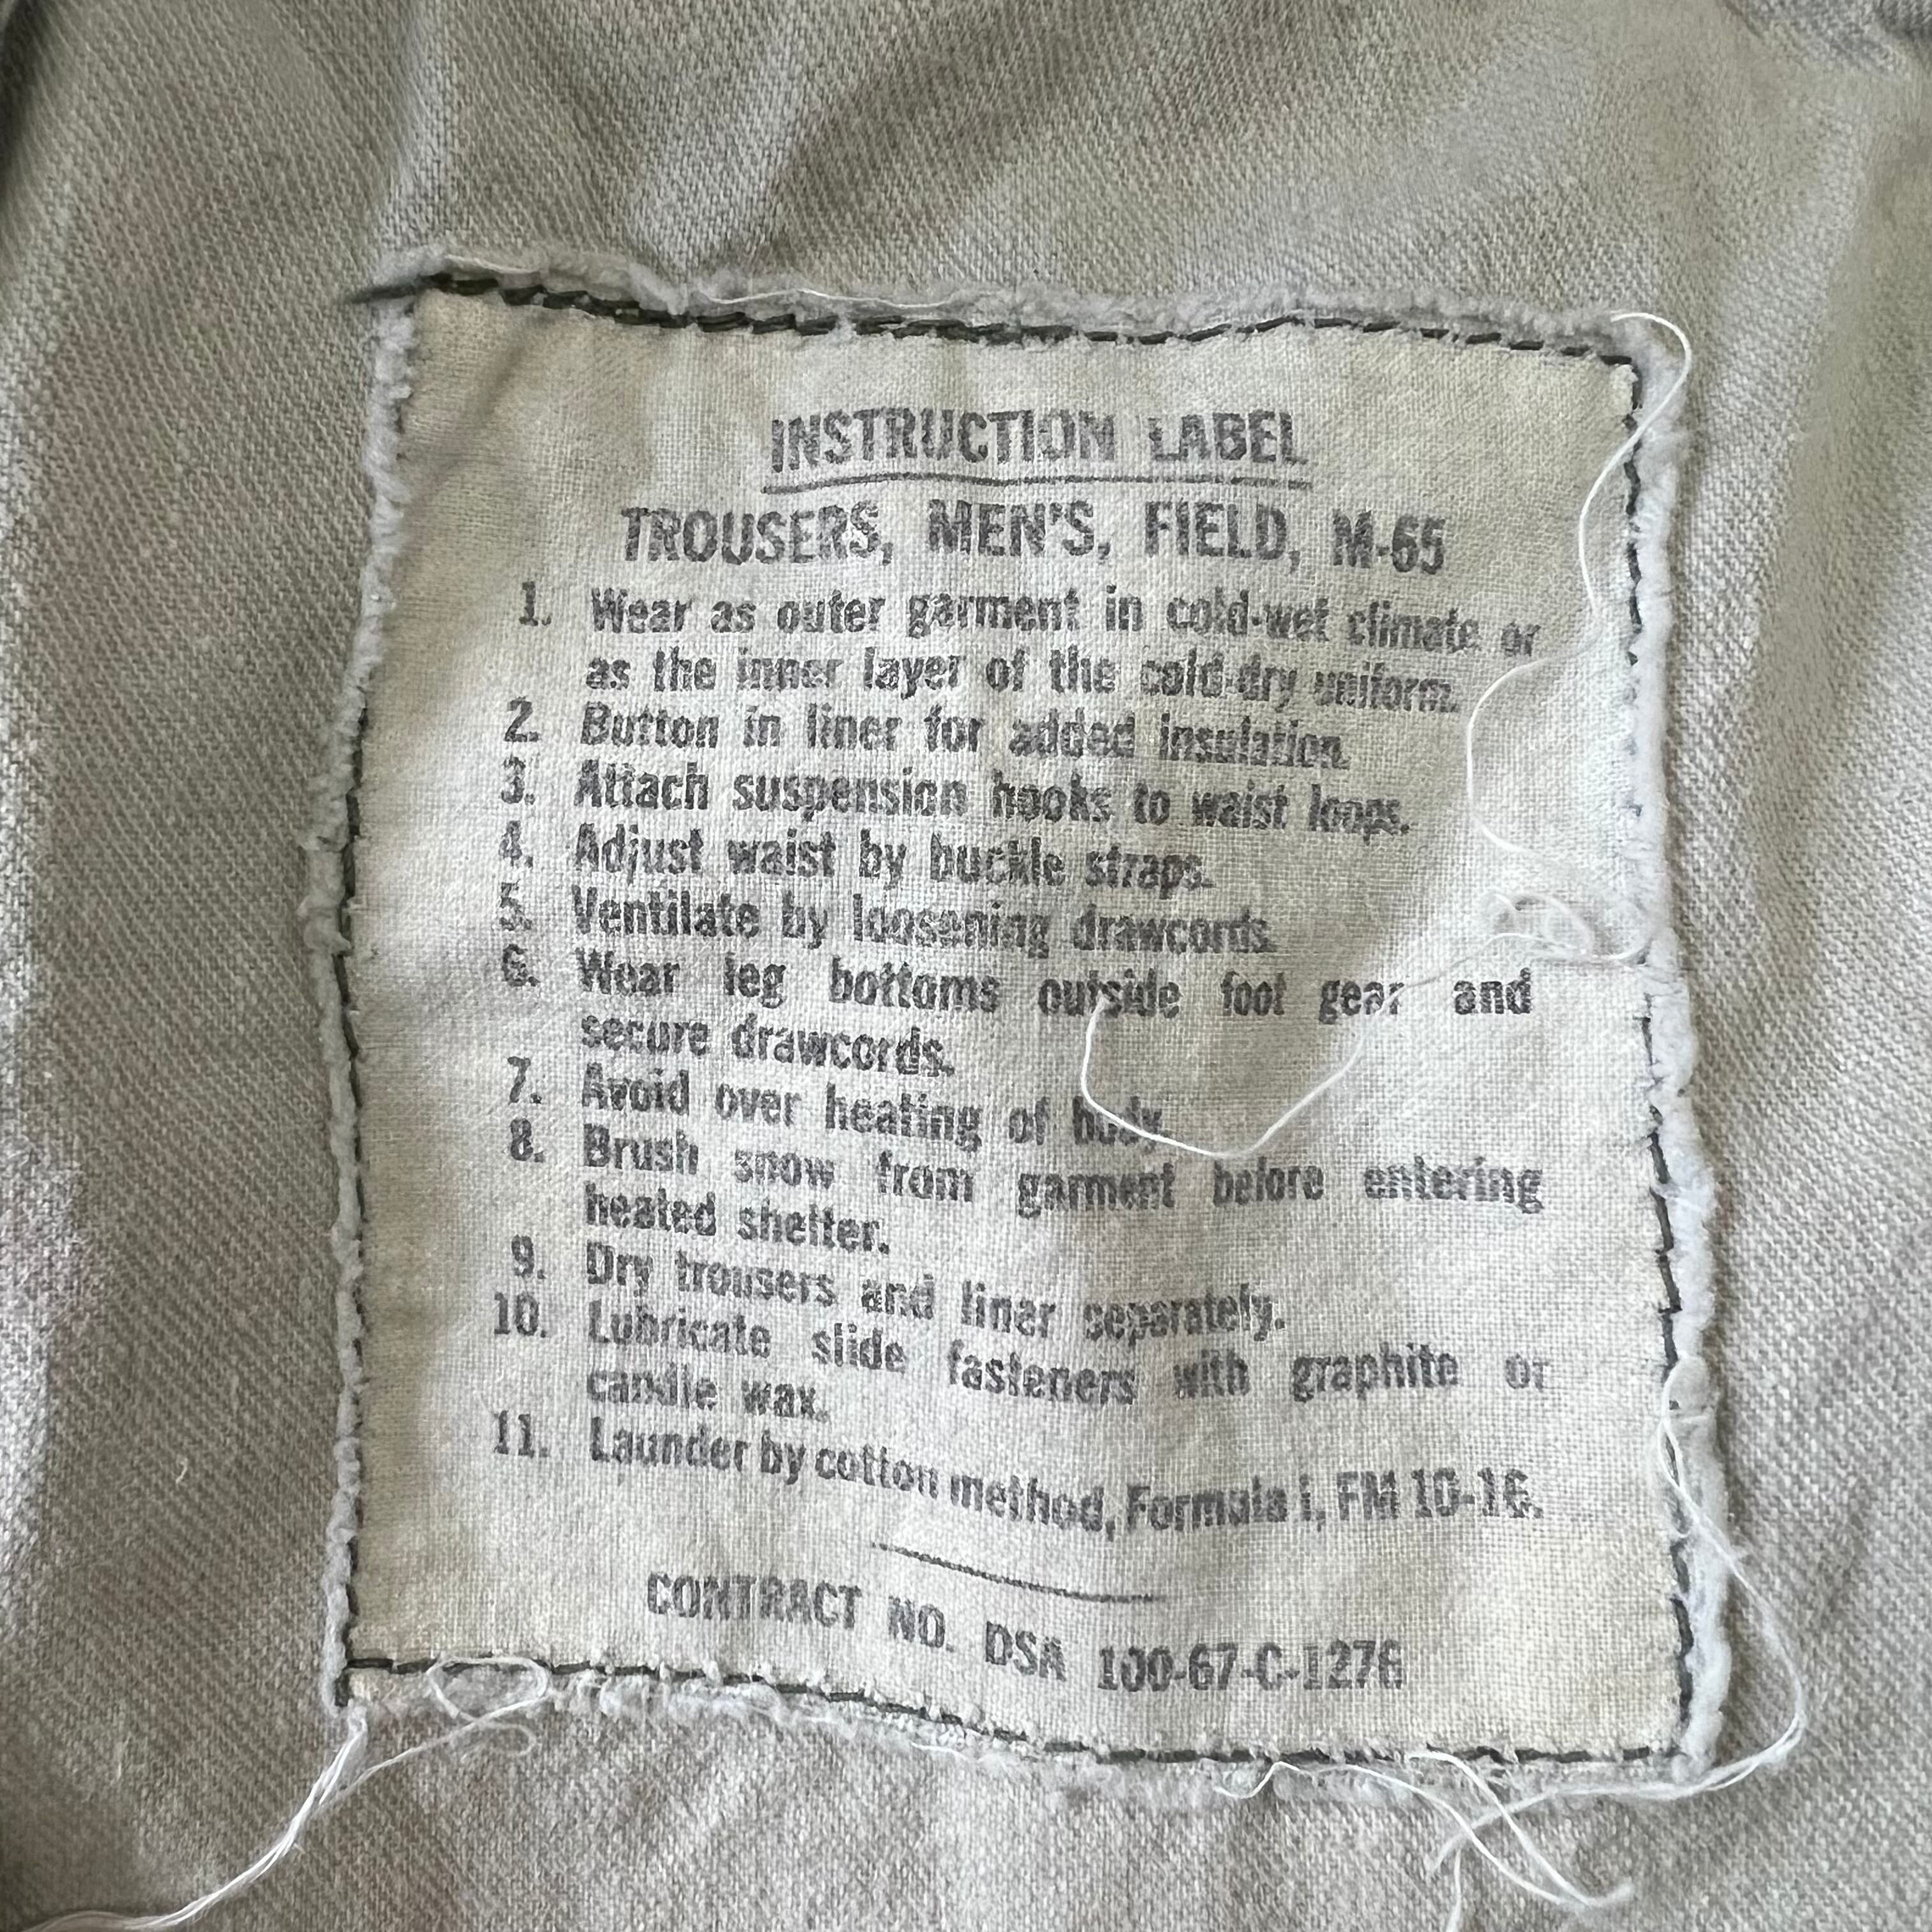 INSTRUCTION LABEL
TROUSERS, MEN'S, FIELD, M-65
1. Wear as outer garment in cold-wet climate or
as the inner layer of the cold-dry uniform.
2. Button in liner for added insulation.
3. Attach suspension hooks to waist loops.
4. Adjust waist by buckle straps.
5. Ventilate by loosening drawcords.
6. Wear leg bottoms outside foot gear and
secure drawcords.
7. Avoid over heating of body.
8. Brush snow from garment before entering
heated shelter.
9. Dry trousers and liner separately.
10. Lubricate slide fasteners with graphite or
candle wax.
11. Launder by cotton method, Formula I, FM 10-16.
CONTRACT NO. DSA 100-67-C-1276